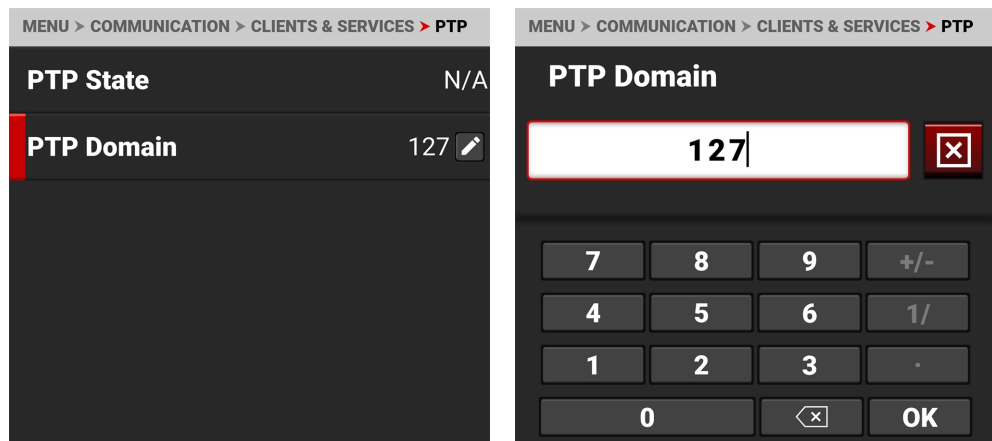 MENU > COMMUNICATION > CLIENTS & SERVICES > PTP
PTP State N/A
PTP Domain 127
MENU > COMMUNICATION > CLIENTS & SERVICES > PTP
PTP Domain
127
7 8 9 +/-
4 5 6 1/
1 2 3 .
0 OK